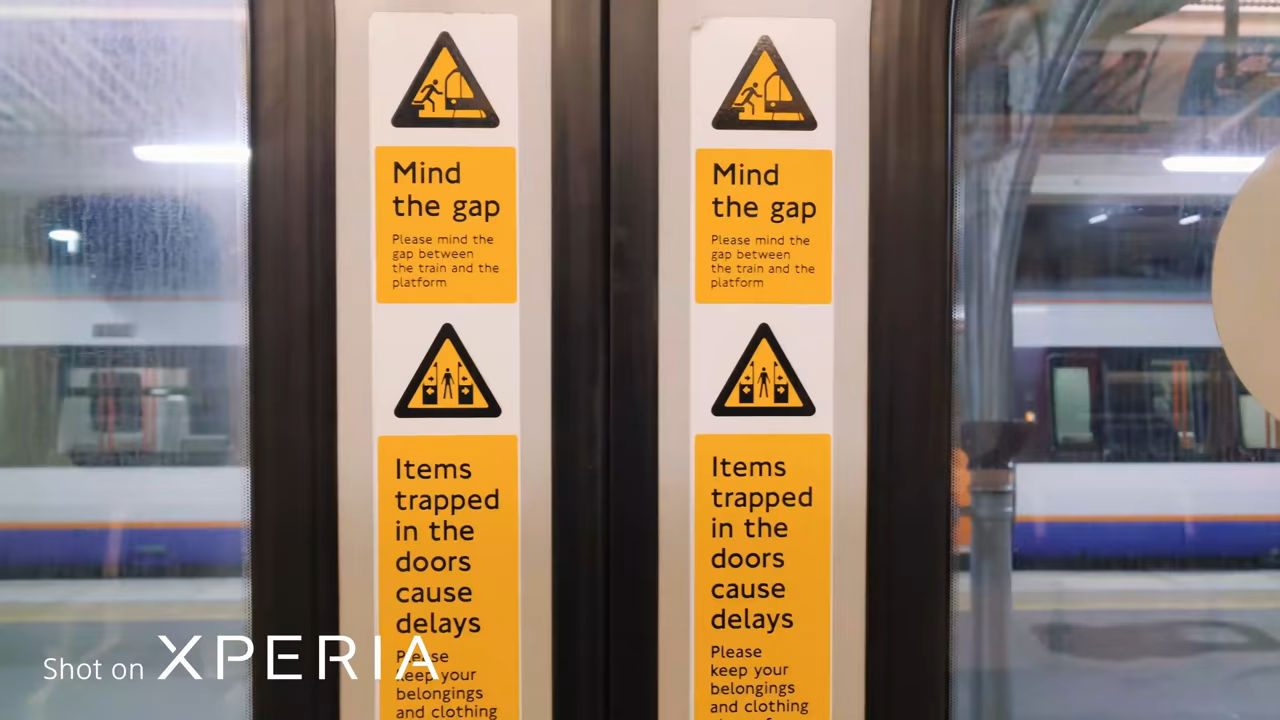 Mind
the gap
Please mind the
gap between
the train and the
platform
Items
trapped
in the
doors
cause
delays
Please
keep your
belongings
and clothing
Mind
the gap
Please mind the
gap between
the train and the
platform
Items
trapped
in the
doors
cause
delays
Please
keep your
belongings
and clothing
Shot on XPERIA